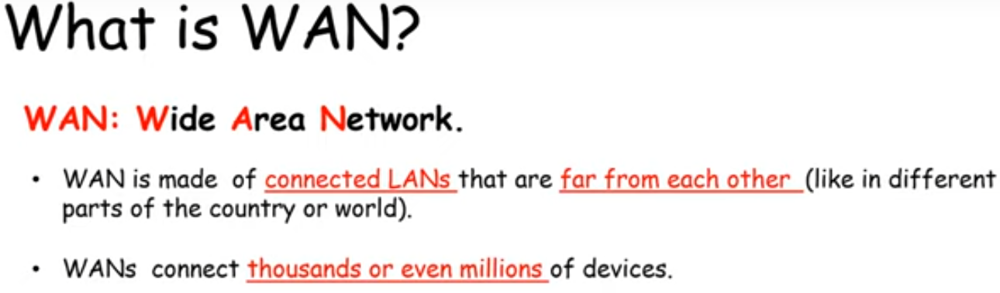 What is WAN?
WAN: Wide Area Network.
• WAN is made of connected LANs that are far from each other (like in different
parts of the country or world).
• WANs connect thousands or even millions of devices.